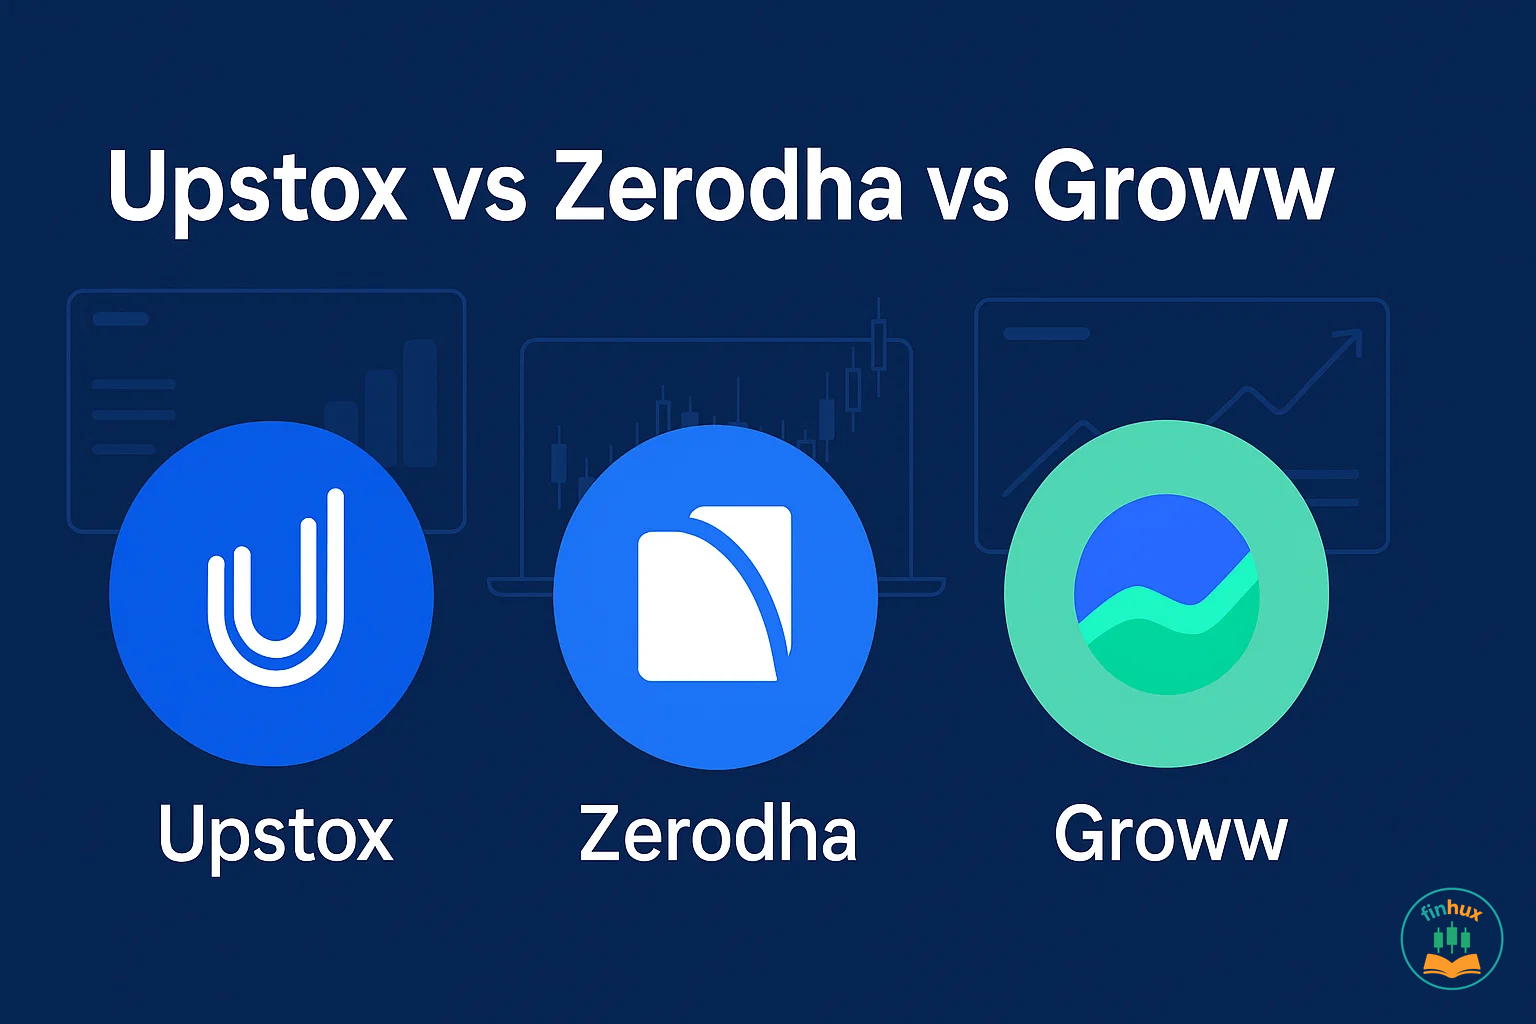 Upstox vs Zerodha vs Groww
Upstox
Zerodha
Groww
finhux